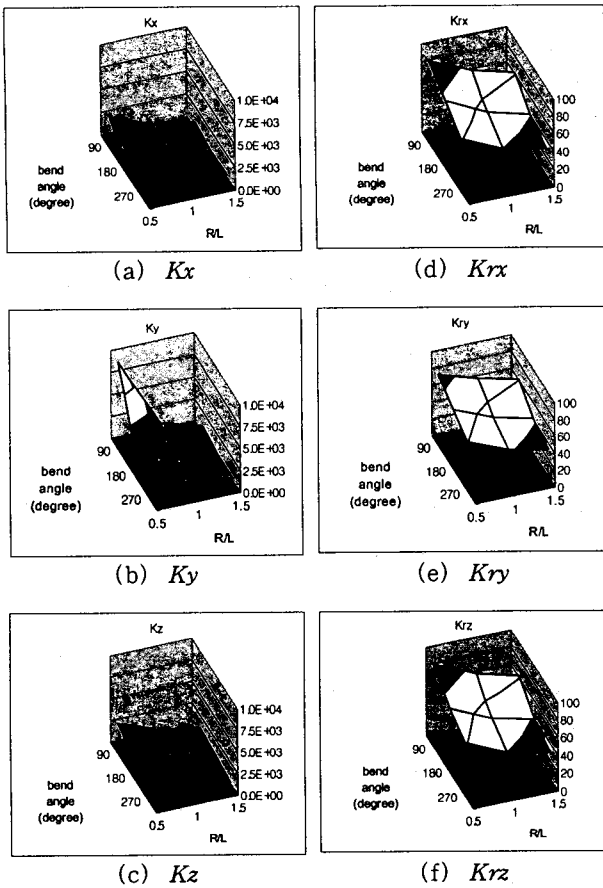 Kx
1.0E+04
7.5E+03
5.0E+03
2.5E+03
0.0E+00
90
180
270
bend
angle
(degree)
0.5
1
1.5
R/L
(a) Kx
Krx
100
80
60
40
20
0
90
180
270
bend
angle
(degree)
0.5
1
1.5
R/L
(d) Krx
Ky
1.0E+04
7.5E+03
5.0E+03
2.5E+03
0.0E+00
90
180
270
bend
angle
(degree)
0.5
1
1.5
R/L
(b) Ky
Kry
100
80
60
40
20
0
90
180
270
bend
angle
(degree)
0.5
1
1.5
R/L
(e) Kry
Kz
1.0E+04
7.5E+03
5.0E+03
2.5E+03
0.0E+00
90
180
270
bend
angle
(degree)
0.5
1
1.5
R/L
(c) Kz
Krz
100
80
60
40
20
0
90
180
270
bend
angle
(degree)
0.5
1
1.5
R/L
(f) Krz